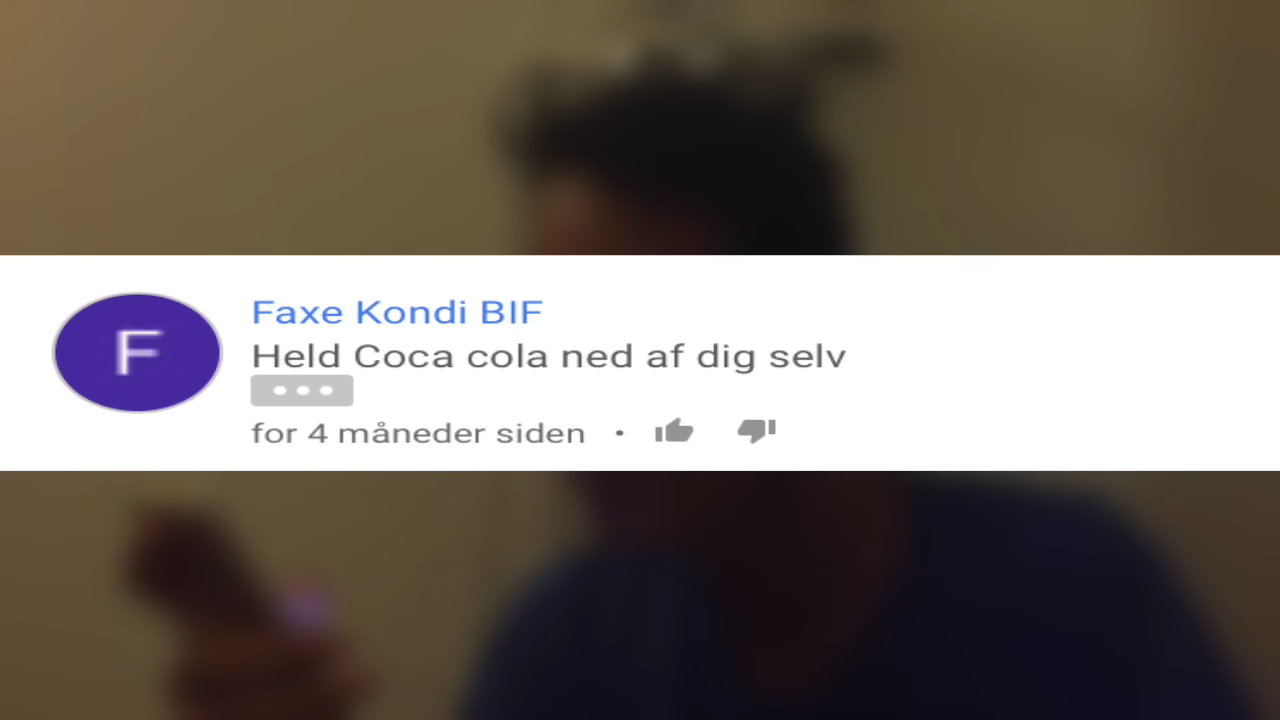 F
Faxe Kondi BIF
Held Coca cola ned af dig selv
for 4 måneder siden •